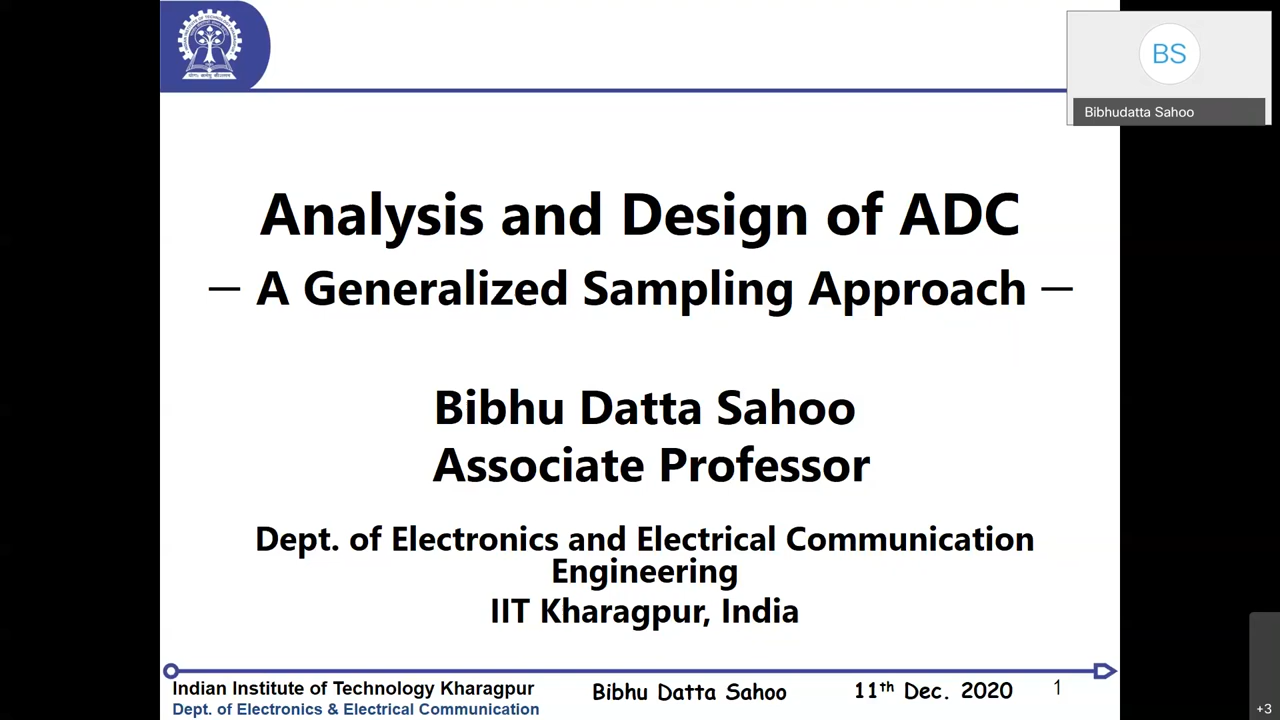 BS
Bibhudatta Sahoo
Analysis and Design of ADC
— A Generalized Sampling Approach —
Bibhu Datta Sahoo
Associate Professor
Dept. of Electronics and Electrical Communication
Engineering
IIT Kharagpur, India
Indian Institute of Technology Kharagpur
Dept. of Electronics & Electrical Communication
Bibhu Datta Sahoo
11th Dec. 2020
1
+3